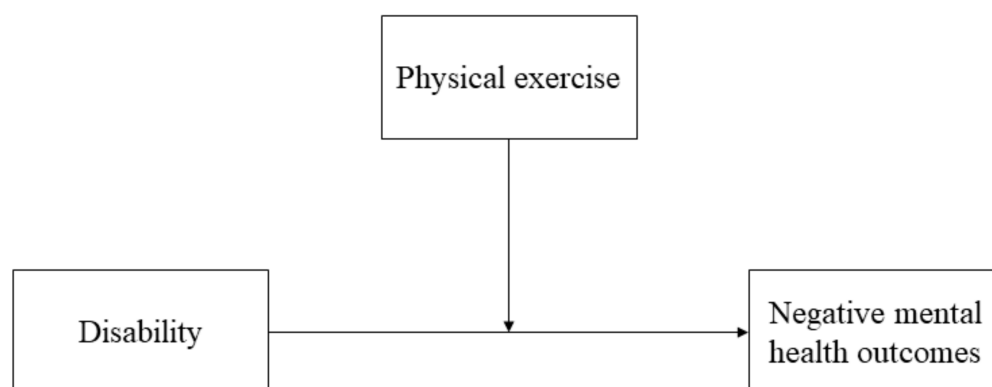 Physical exercise
Disability
Negative mental
health outcomes